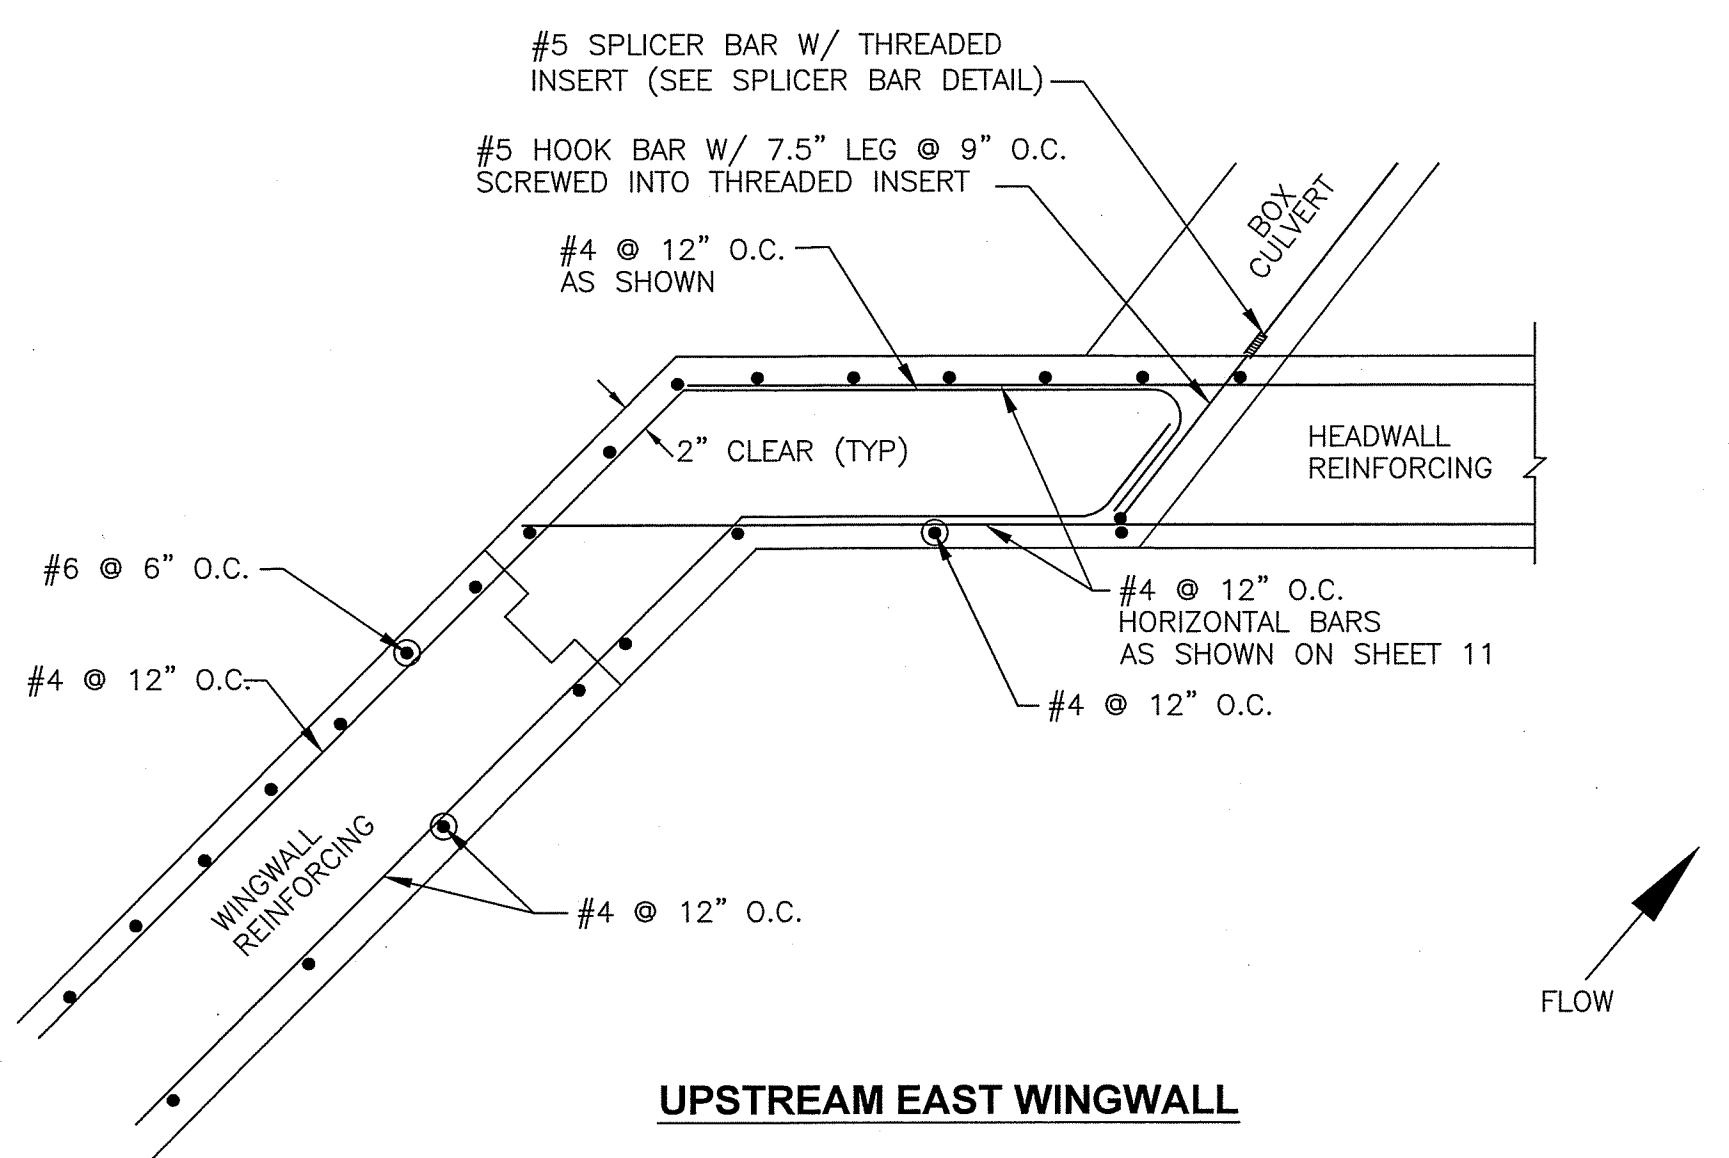 #5 SPLICER BAR W/ THREADED
INSERT (SEE SPLICER BAR DETAIL)
#5 HOOK BAR W/ 7.5” LEG @ 9” O.C.
SCREWED INTO THREADED INSERT
#4 @ 12” O.C.
AS SHOWN
BOX
CULVERT
2” CLEAR (TYP)
HEADWALL
REINFORCING
#6 @ 6” O.C.
#4 @ 12” O.C.
#4 @ 12” O.C.
HORIZONTAL BARS
AS SHOWN ON SHEET 11
#4 @ 12” O.C.
WINGWALL
REINFORCING
#4 @ 12” O.C.
FLOW
UPSTREAM EAST WINGWALL